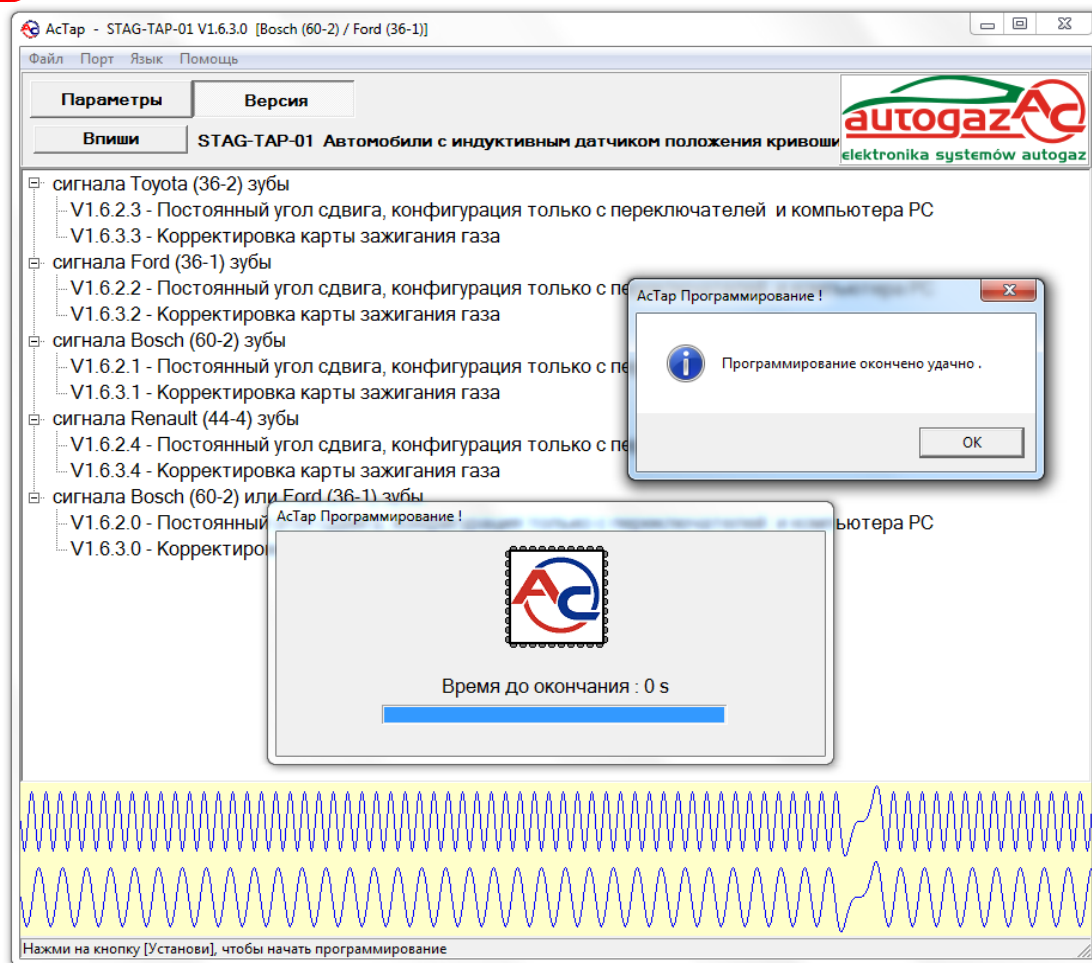 АсТар - STAG-TAP-01 V1.6.3.0 [Bosch (60-2) / Ford (36-1)]
Файл Порт Язык Помощь
Параметры Версия
Впиши STAG-TAP-01 Автомобили с индуктивным датчиком положения кривоши
autogaz AC
elektronika systemów autogaz
сигнала Toyota (36-2) зубы
V1.6.2.3 - Постоянный угол сдвига, конфигурация только с переключателей и компьютера PC
V1.6.3.3 - Корректировка карты зажигания газа
сигнала Ford (36-1) зубы
V1.6.2.2 - Постоянный угол сдвига, конфигурация только с пе
V1.6.3.2 - Корректировка карты зажигания газа
сигнала Bosch (60-2) зубы
V1.6.2.1 - Постоянный угол сдвига, конфигурация только с пе
V1.6.3.1 - Корректировка карты зажигания газа
сигнала Renault (44-4) зубы
V1.6.2.4 - Постоянный угол сдвига, конфигурация только с пе
V1.6.3.4 - Корректировка карты зажигания газа
сигнала Bosch (60-2) или Ford (36-1) зубы
V1.6.2.0 - Постоянный ьютера PC
V1.6.3.0 - Корректиров
АсТар Программирование !
Программирование окончено удачно .
OK
АсТар Программирование !
AC
Время до окончания : 0 s
Нажми на кнопку [Установи], чтобы начать программирование